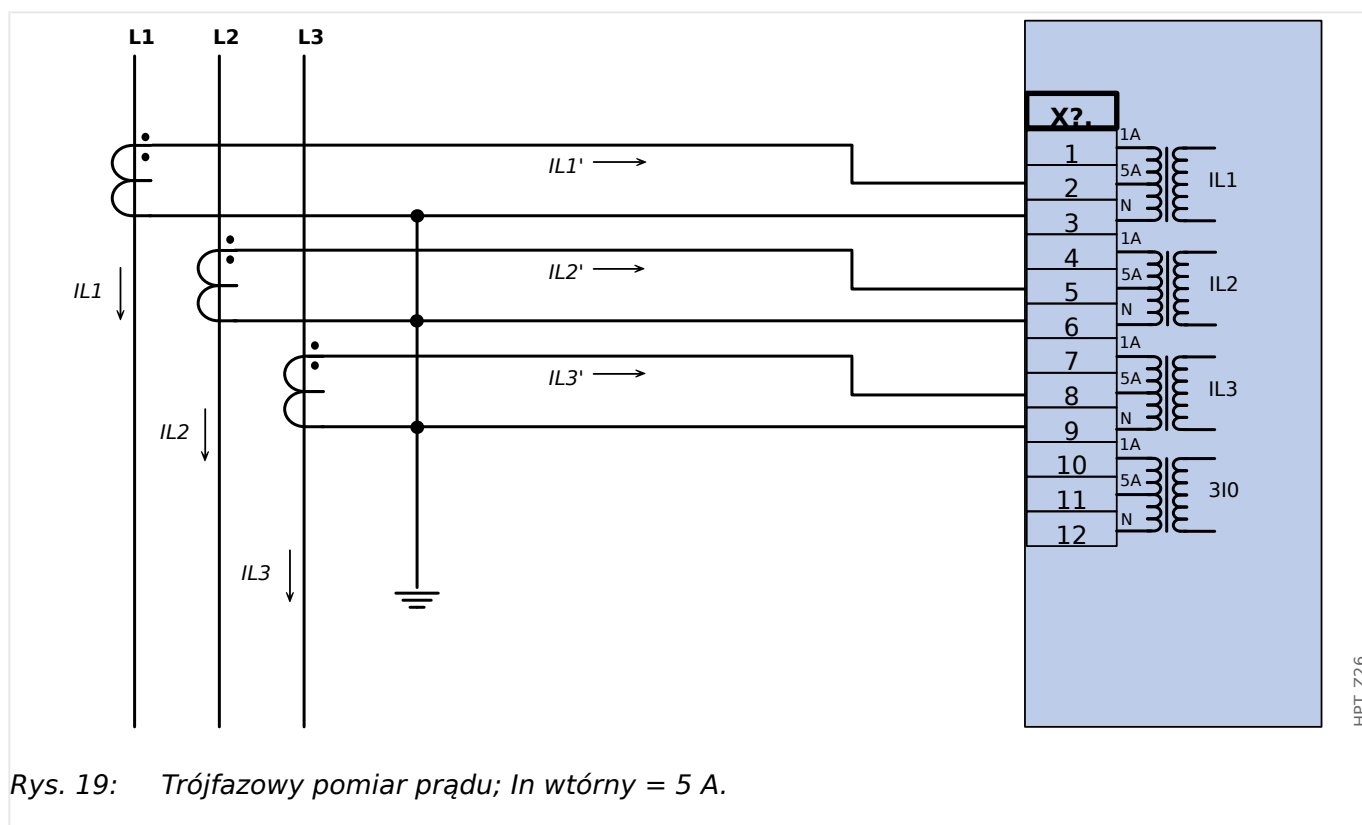 L1 L2 L3
X?.
1A
1
IL1'
5A
IL1
2
N
3
1A
4
IL2'
5A
IL2
5
IL1
N
6
1A
7
IL3'
5A
IL3
8
N
9
IL2
1A
10
5A
3I0
11
N
12
IL3
HPT_Z26
Rys. 19: Trójfazowy pomiar prądu; In wtórny = 5 A.